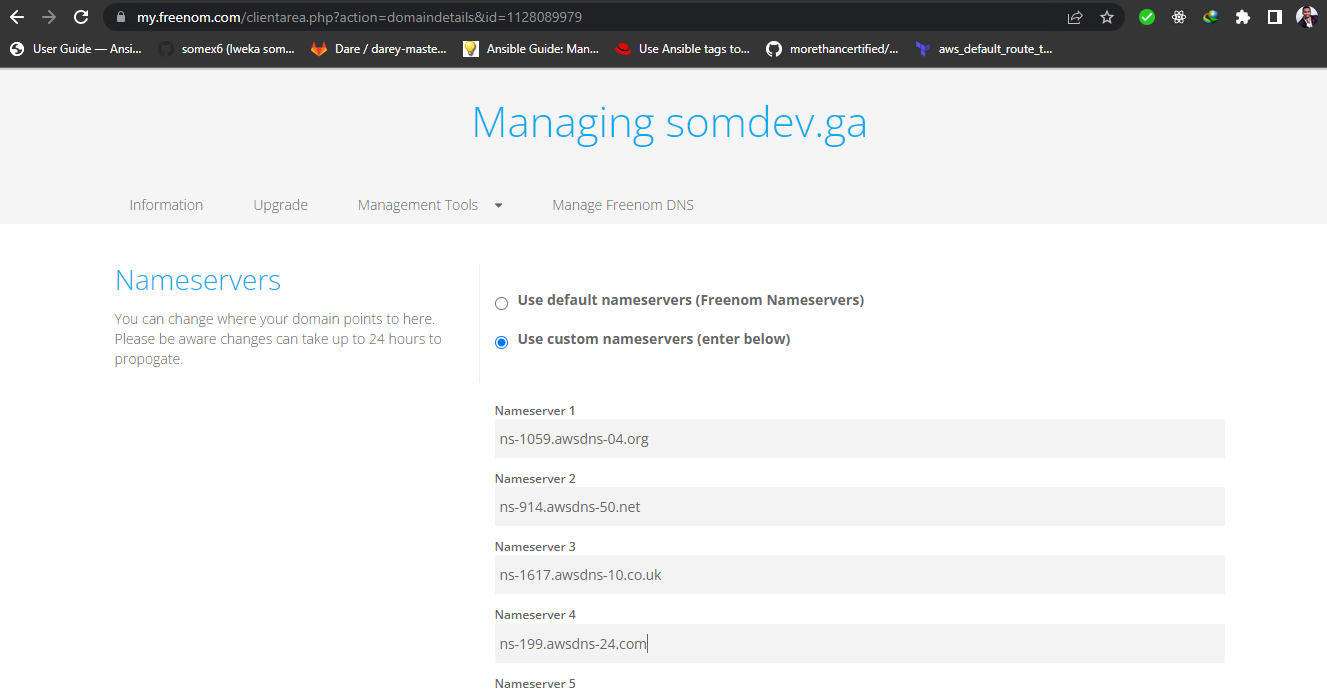 my.freenom.com/clientarea.php?action=domaindetails&id=1128089979
User Guide — Ansi... somex6 (Iweka som... Dare / darey-maste... Ansible Guide: Man... Use Ansible tags to... morethancertified/... aws_default_route_t...
Managing somdev.ga
Information Upgrade Management Tools Manage Freenom DNS
Nameservers
You can change where your domain points to here.
Please be aware changes can take up to 24 hours to
propogate.
Use default nameservers (Freenom Nameservers)
Use custom nameservers (enter below)
Nameserver 1
ns-1059.awsdns-04.org
Nameserver 2
ns-914.awsdns-50.net
Nameserver 3
ns-1617.awsdns-10.co.uk
Nameserver 4
ns-199.awsdns-24.com
Nameserver 5